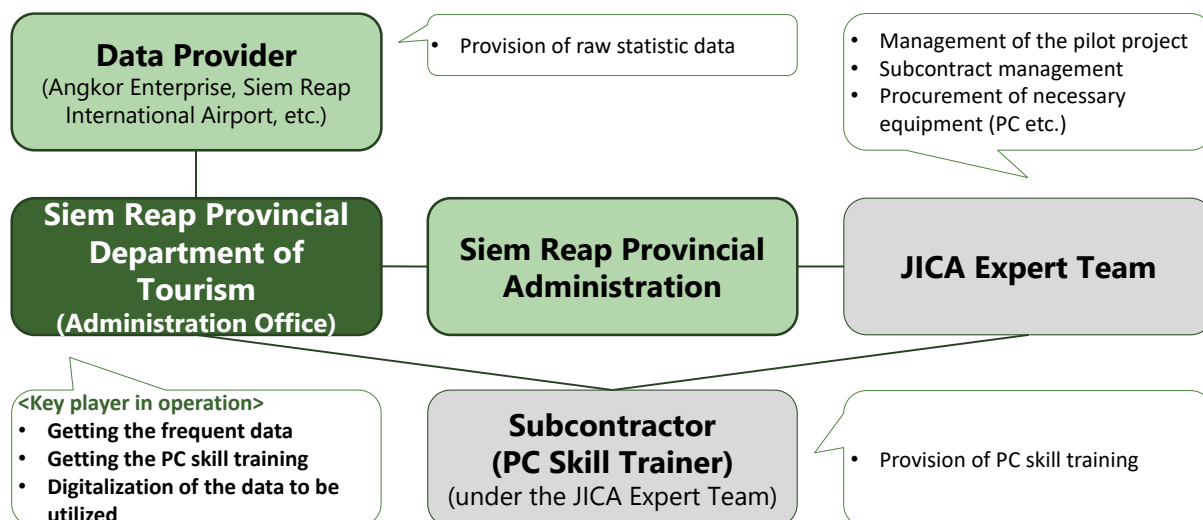 Data Provider
(Angkor Enterprise, Siem Reap
International Airport, etc.)
• Provision of raw statistic data
• Management of the pilot project
• Subcontract management
• Procurement of necessary
equipment (PC etc.)
Siem Reap Provincial
Department of
Tourism
(Administration Office)
Siem Reap Provincial
Administration
JICA Expert Team
<Key player in operation>
• Getting the frequent data
• Getting the PC skill training
• Digitalization of the data to be
utilized
Subcontractor
(PC Skill Trainer)
(under the JICA Expert Team)
• Provision of PC skill training